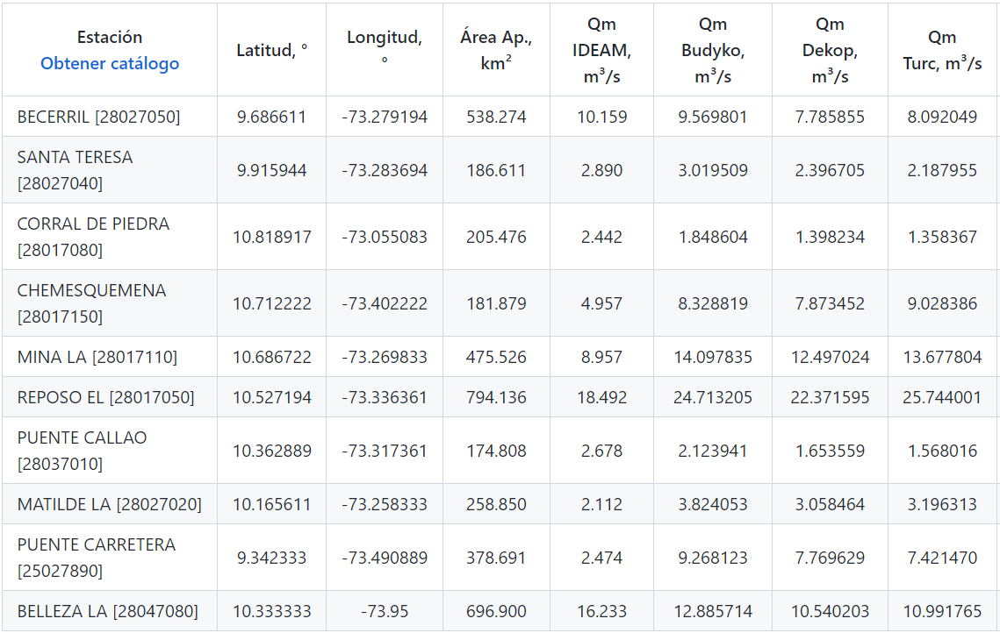 Estación Obtener catálogo | Latitud, ° | Longitud, ° | Área Ap., km² | Qm IDEAM, m³/s | Qm Budyko, m³/s | Qm Dekop, m³/s | Qm Turc, m³/s
BECERRIL [28027050] | 9.686611 | -73.279194 | 538.274 | 10.159 | 9.569801 | 7.785855 | 8.092049
SANTA TERESA [28027040] | 9.915944 | -73.283694 | 186.611 | 2.890 | 3.019509 | 2.396705 | 2.187955
CORRAL DE PIEDRA [28017080] | 10.818917 | -73.055083 | 205.476 | 2.442 | 1.848604 | 1.398234 | 1.358367
CHEMESQUEMENA [28017150] | 10.712222 | -73.402222 | 181.879 | 4.957 | 8.328819 | 7.873452 | 9.028386
MINA LA [28017110] | 10.686722 | -73.269833 | 475.526 | 8.957 | 14.097835 | 12.497024 | 13.677804
REPOSO EL [28017050] | 10.527194 | -73.336361 | 794.136 | 18.492 | 24.713205 | 22.371595 | 25.744001
PUENTE CALLAO [28037010] | 10.362889 | -73.317361 | 174.808 | 2.678 | 2.123941 | 1.653559 | 1.568016
MATILDE LA [28027020] | 10.165611 | -73.258333 | 258.850 | 2.112 | 3.824053 | 3.058464 | 3.196313
PUENTE CARRETERA [25027890] | 9.342333 | -73.490889 | 378.691 | 2.474 | 9.268123 | 7.769629 | 7.421470
BELLEZA LA [28047080] | 10.333333 | -73.95 | 696.900 | 16.233 | 12.885714 | 10.540203 | 10.991765